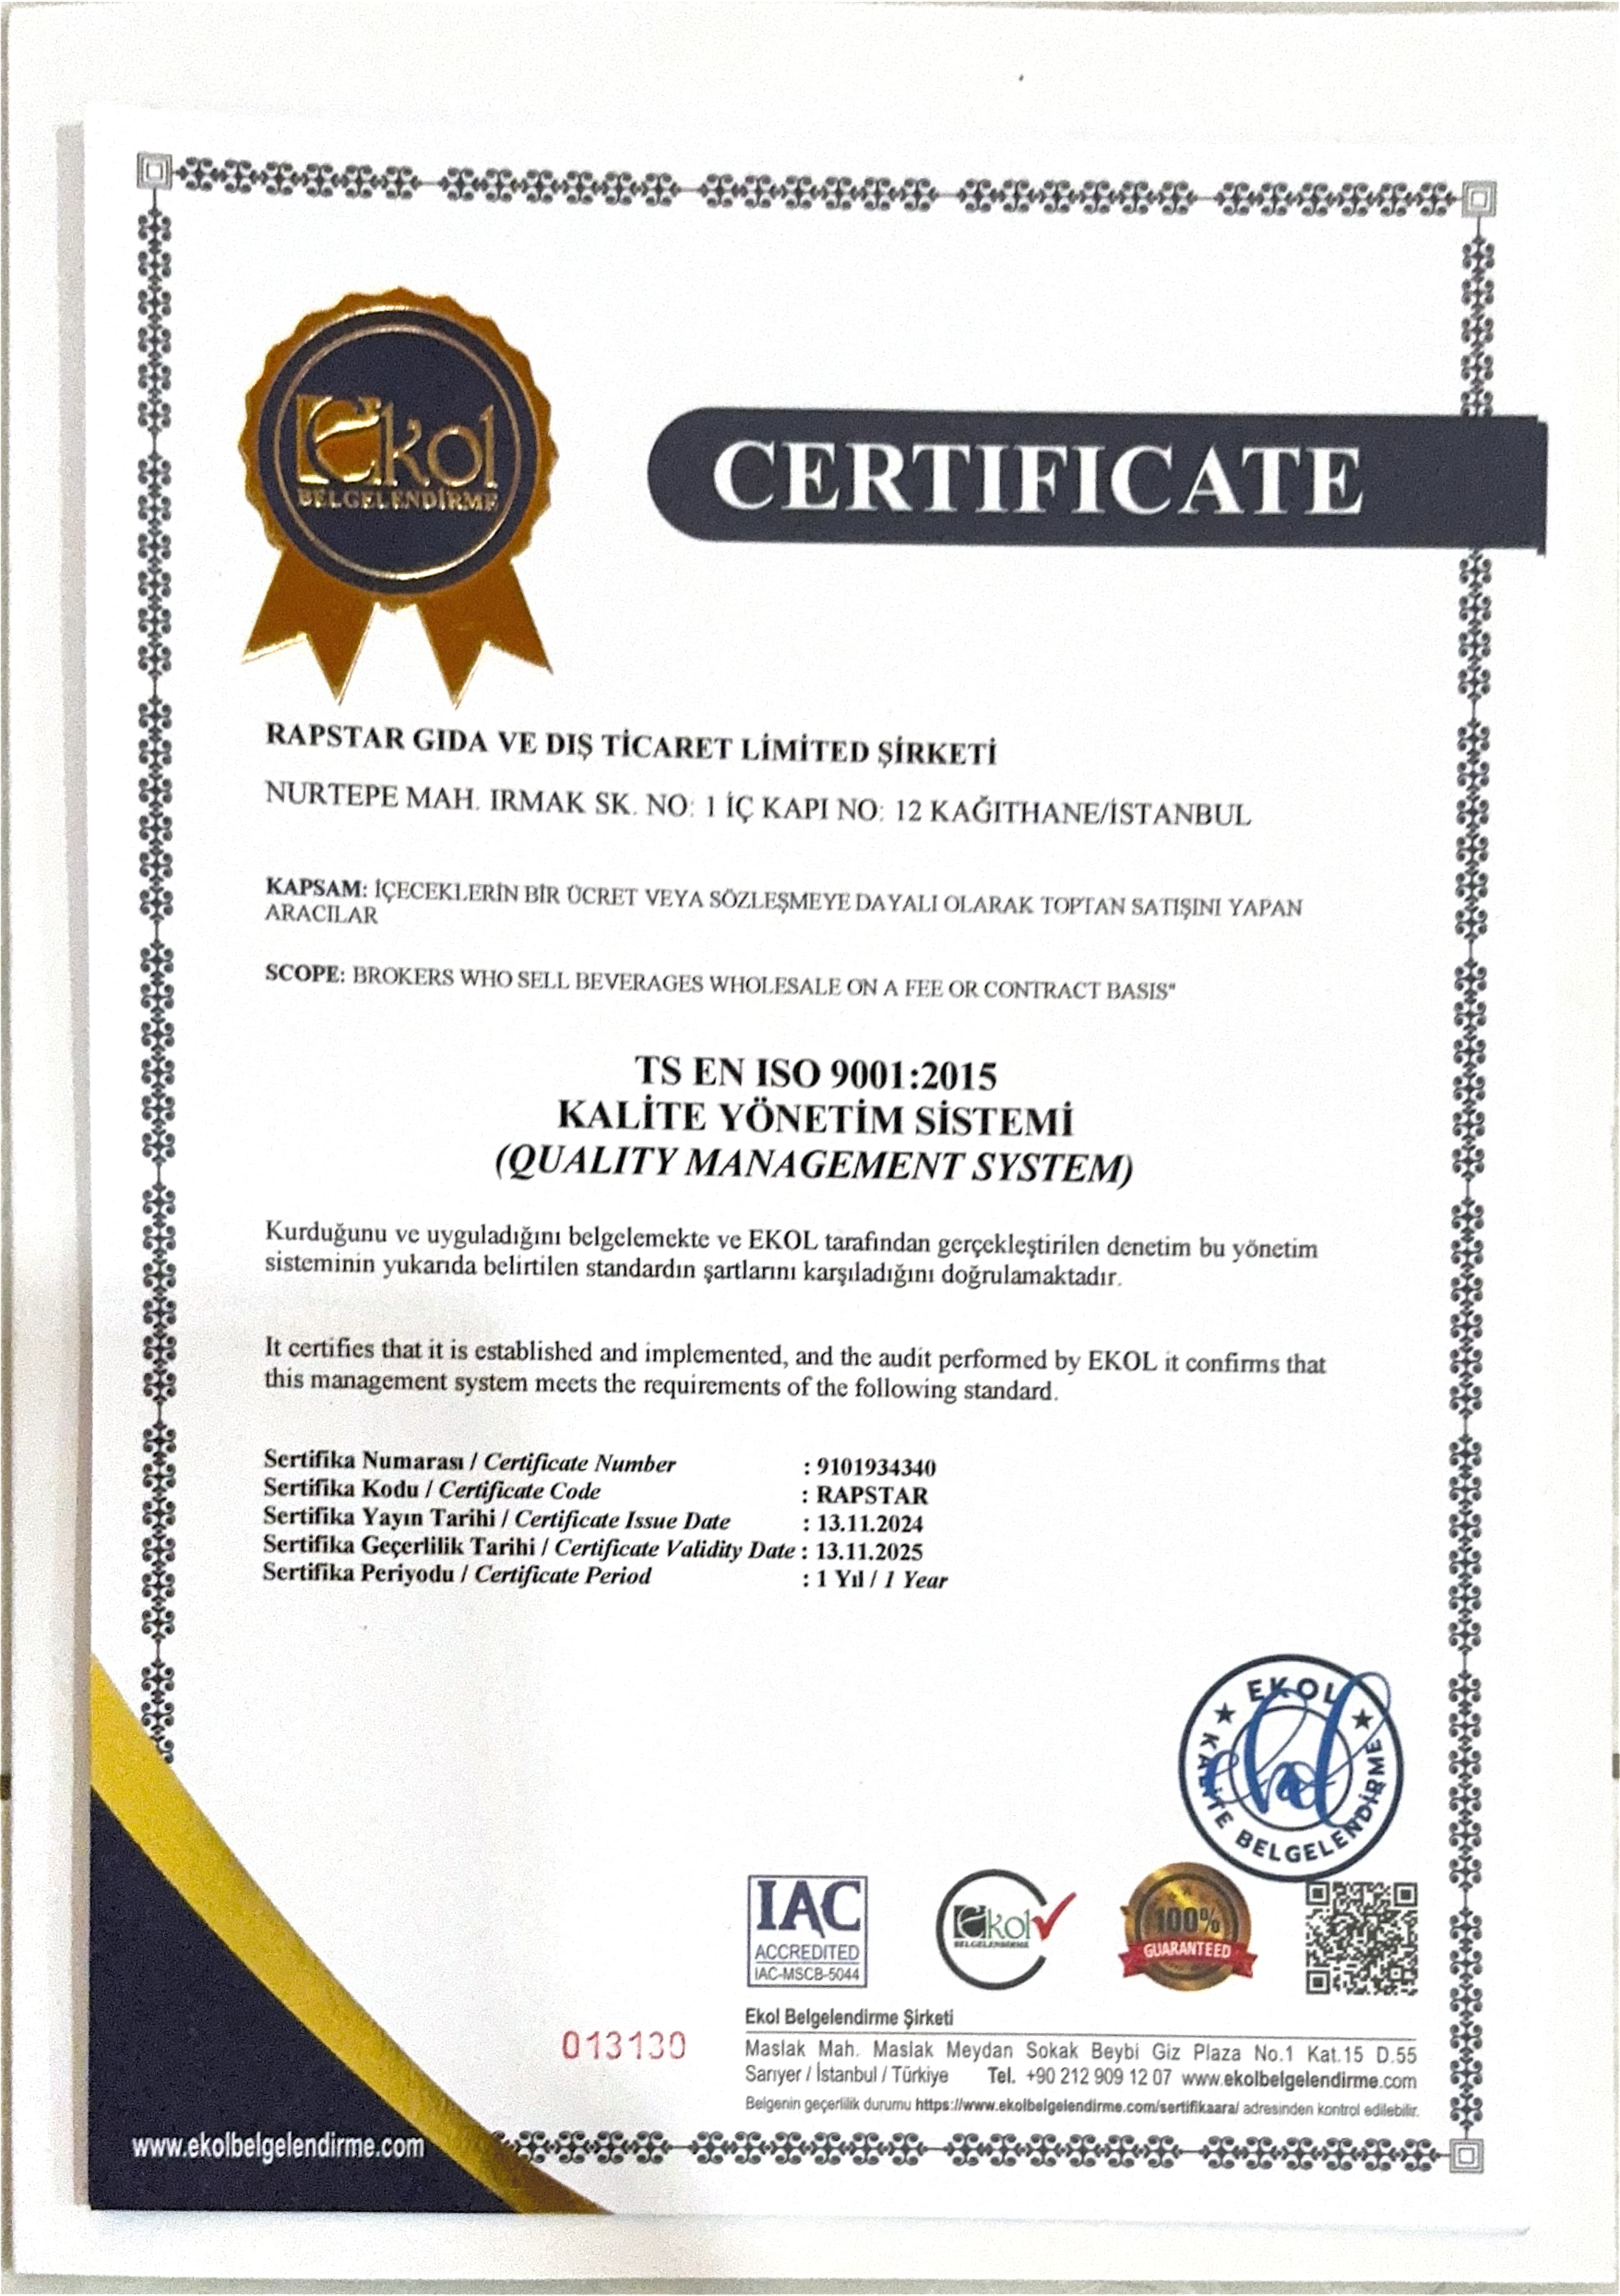 Ekol
BELGELENDİRME
CERTIFICATE
RAPSTAR GIDA VE DIŞ TİCARET LİMİTED ŞİRKETİ
NURTEPE MAH. IRMAK SK. NO: 1 İÇ KAPI NO: 12 KAĞITHANE/İSTANBUL
KAPSAM: İÇECEKLERİN BİR ÜCRET VEYA SÖZLEŞMEYE DAYALI OLARAK TOPTAN SATIŞINI YAPAN
ARACILAR
SCOPE: BROKERS WHO SELL BEVERAGES WHOLESALE ON A FEE OR CONTRACT BASIS"
TS EN ISO 9001:2015
KALİTE YÖNETİM SİSTEMİ
(QUALITY MANAGEMENT SYSTEM)
Kurduğunu ve uyguladığını belgelemekte ve EKOL tarafından gerçekleştirilen denetim bu yönetim
sisteminin yukarıda belirtilen standardın şartlarını karşıladığını doğrulamaktadır.
It certifies that it is established and implemented, and the audit performed by EKOL it confirms that
this management system meets the requirements of the following standard.
Sertifika Numarası / Certificate Number : 9101934340
Sertifika Kodu / Certificate Code : RAPSTAR
Sertifika Yayın Tarihi / Certificate Issue Date : 13.11.2024
Sertifika Geçerlilik Tarihi / Certificate Validity Date : 13.11.2025
Sertifika Periyodu / Certificate Period : 1 Yıl / 1 Year
EKOL
KALİTE BELGELENDİRME
ekol
IAC
ACCREDITED
IAC-MSCB-5044
Ekol
BELGELENDİRME
100%
GUARANTEED
Ekol Belgelendirme Şirketi
013130
Maslak Mah. Maslak Meydan Sokak Beybi Giz Plaza No.1 Kat.15 D.55
Sarıyer / İstanbul / Türkiye Tel. +90 212 909 12 07 www.ekolbelgelendirme.com
Belgenin geçerlilik durumu https://www.ekolbelgelendirme.com/sertifikaara/ adresinden kontrol edilebilir.
www.ekolbelgelendirme.com